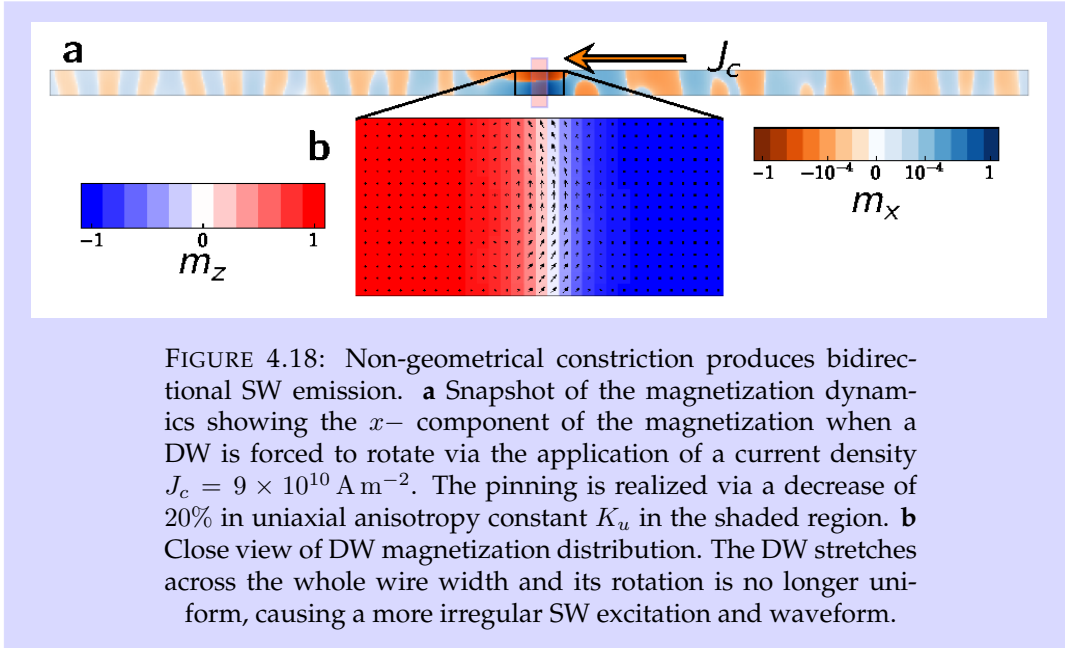 a
J_c
b
−1 0 1
m_z
−1 −10⁻⁴ 0 10⁻⁴ 1
m_x
FIGURE 4.18: Non-geometrical constriction produces bidirec-
tional SW emission. a Snapshot of the magnetization dynam-
ics showing the x− component of the magnetization when a
DW is forced to rotate via the application of a current density
J_c = 9 × 10¹⁰ A m⁻². The pinning is realized via a decrease of
20% in uniaxial anisotropy constant K_u in the shaded region. b
Close view of DW magnetization distribution. The DW stretches
across the whole wire width and its rotation is no longer uni-
form, causing a more irregular SW excitation and waveform.